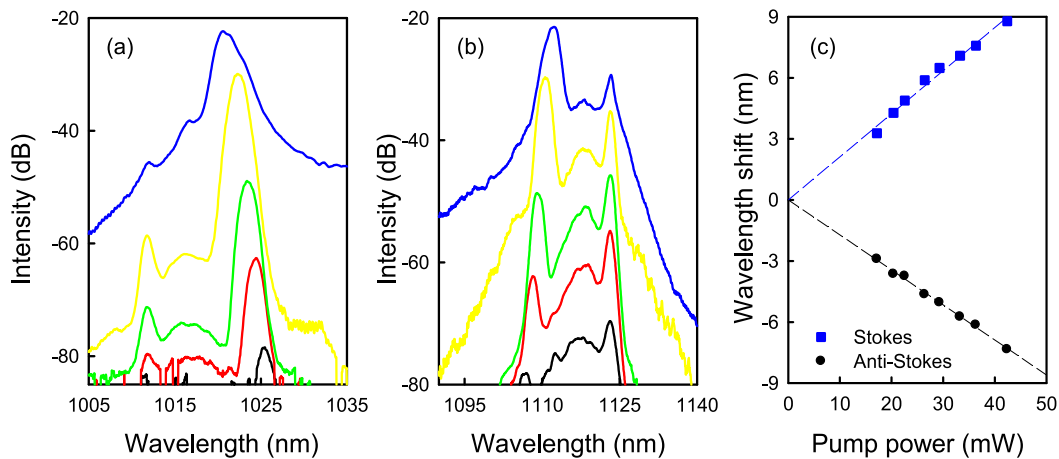 (a)
-20
-40
-60
-80
Intensity (dB)
1005
1015
1025
1035
Wavelength (nm)
(b)
-20
-40
-60
-80
Intensity (dB)
1095
1110
1125
1140
Wavelength (nm)
(c)
9
6
3
0
-3
-6
-9
Wavelength shift (nm)
Stokes
Anti-Stokes
0
10
20
30
40
50
Pump power (mW)